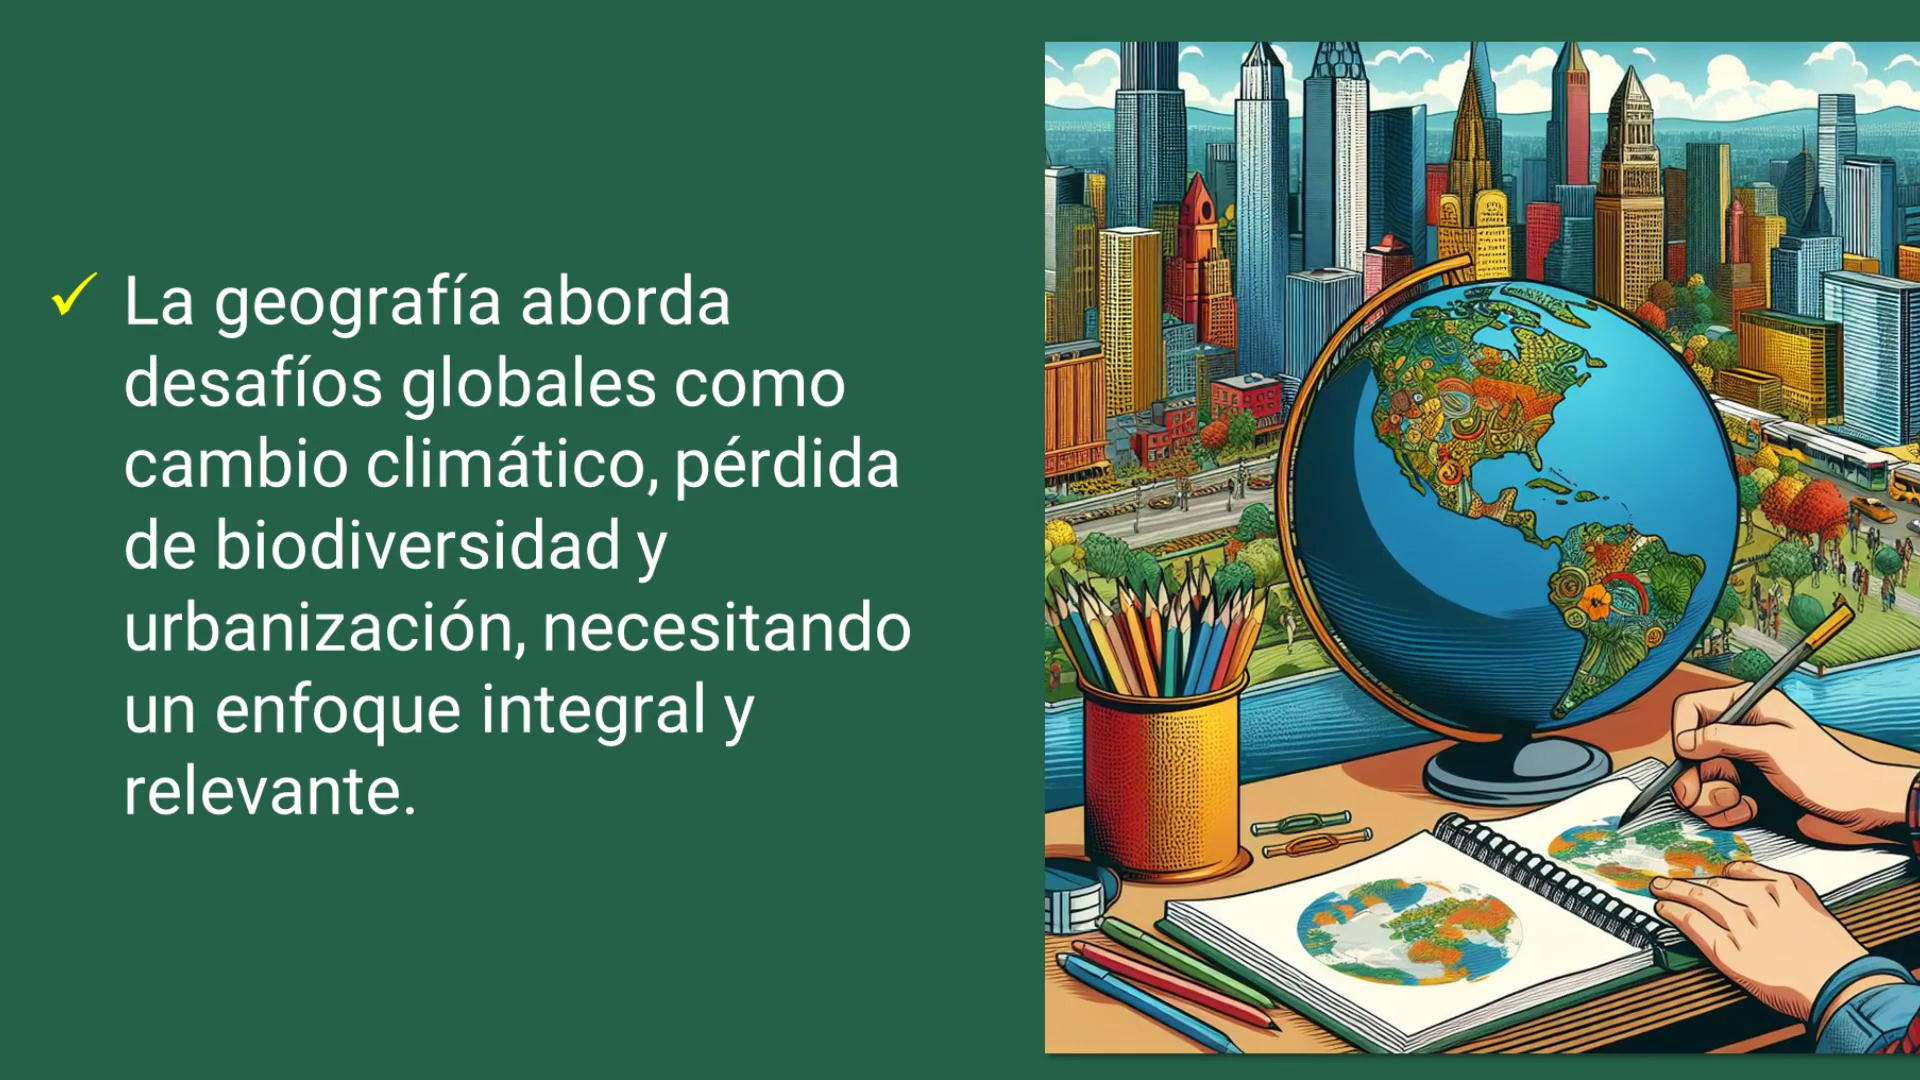 La geografía aborda
desafíos globales como
cambio climático, pérdida
de biodiversidad y
urbanización, necesitando
un enfoque integral y
relevante.